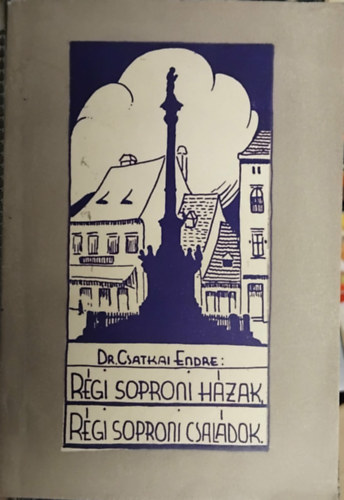 DR. CSATKAI ENDRE:
RÉGI SOPRONI HÁZAK,
RÉGI SOPRONI CSALÁDOK.